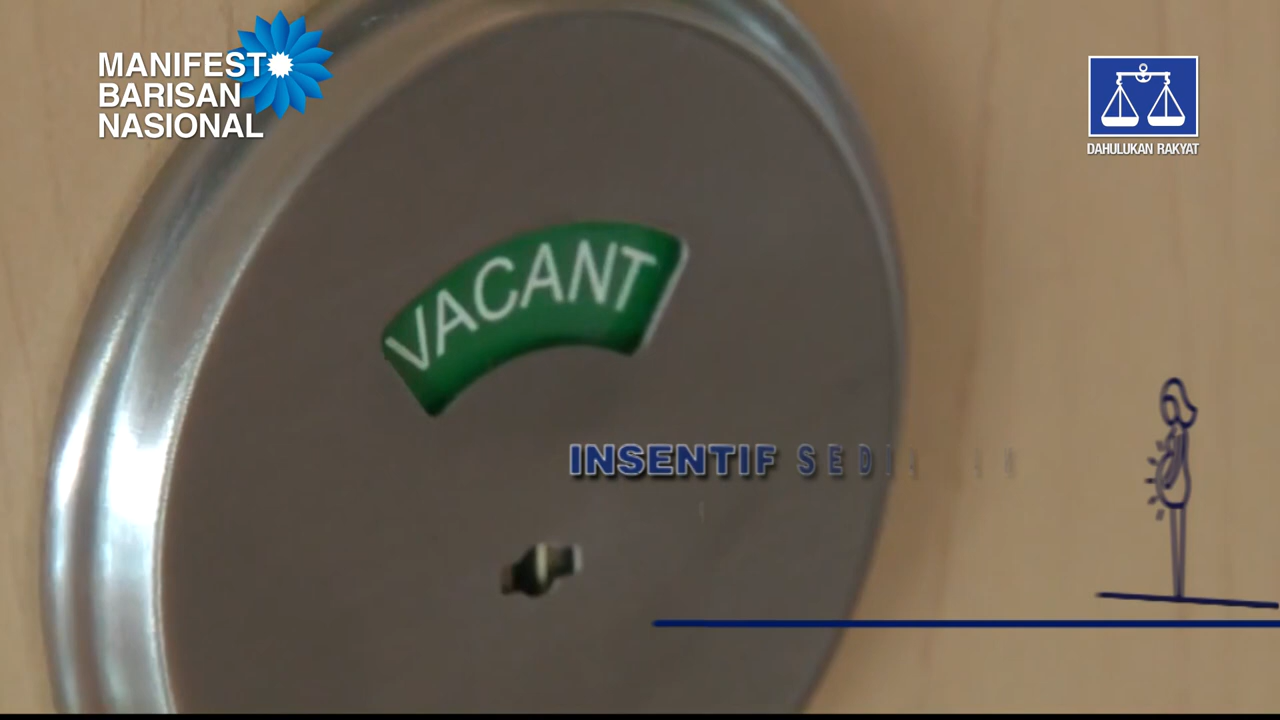 MANIFESTO
BARISAN
NASIONAL
DAHULUKAN RAKYAT
VACANT
INSENTIF